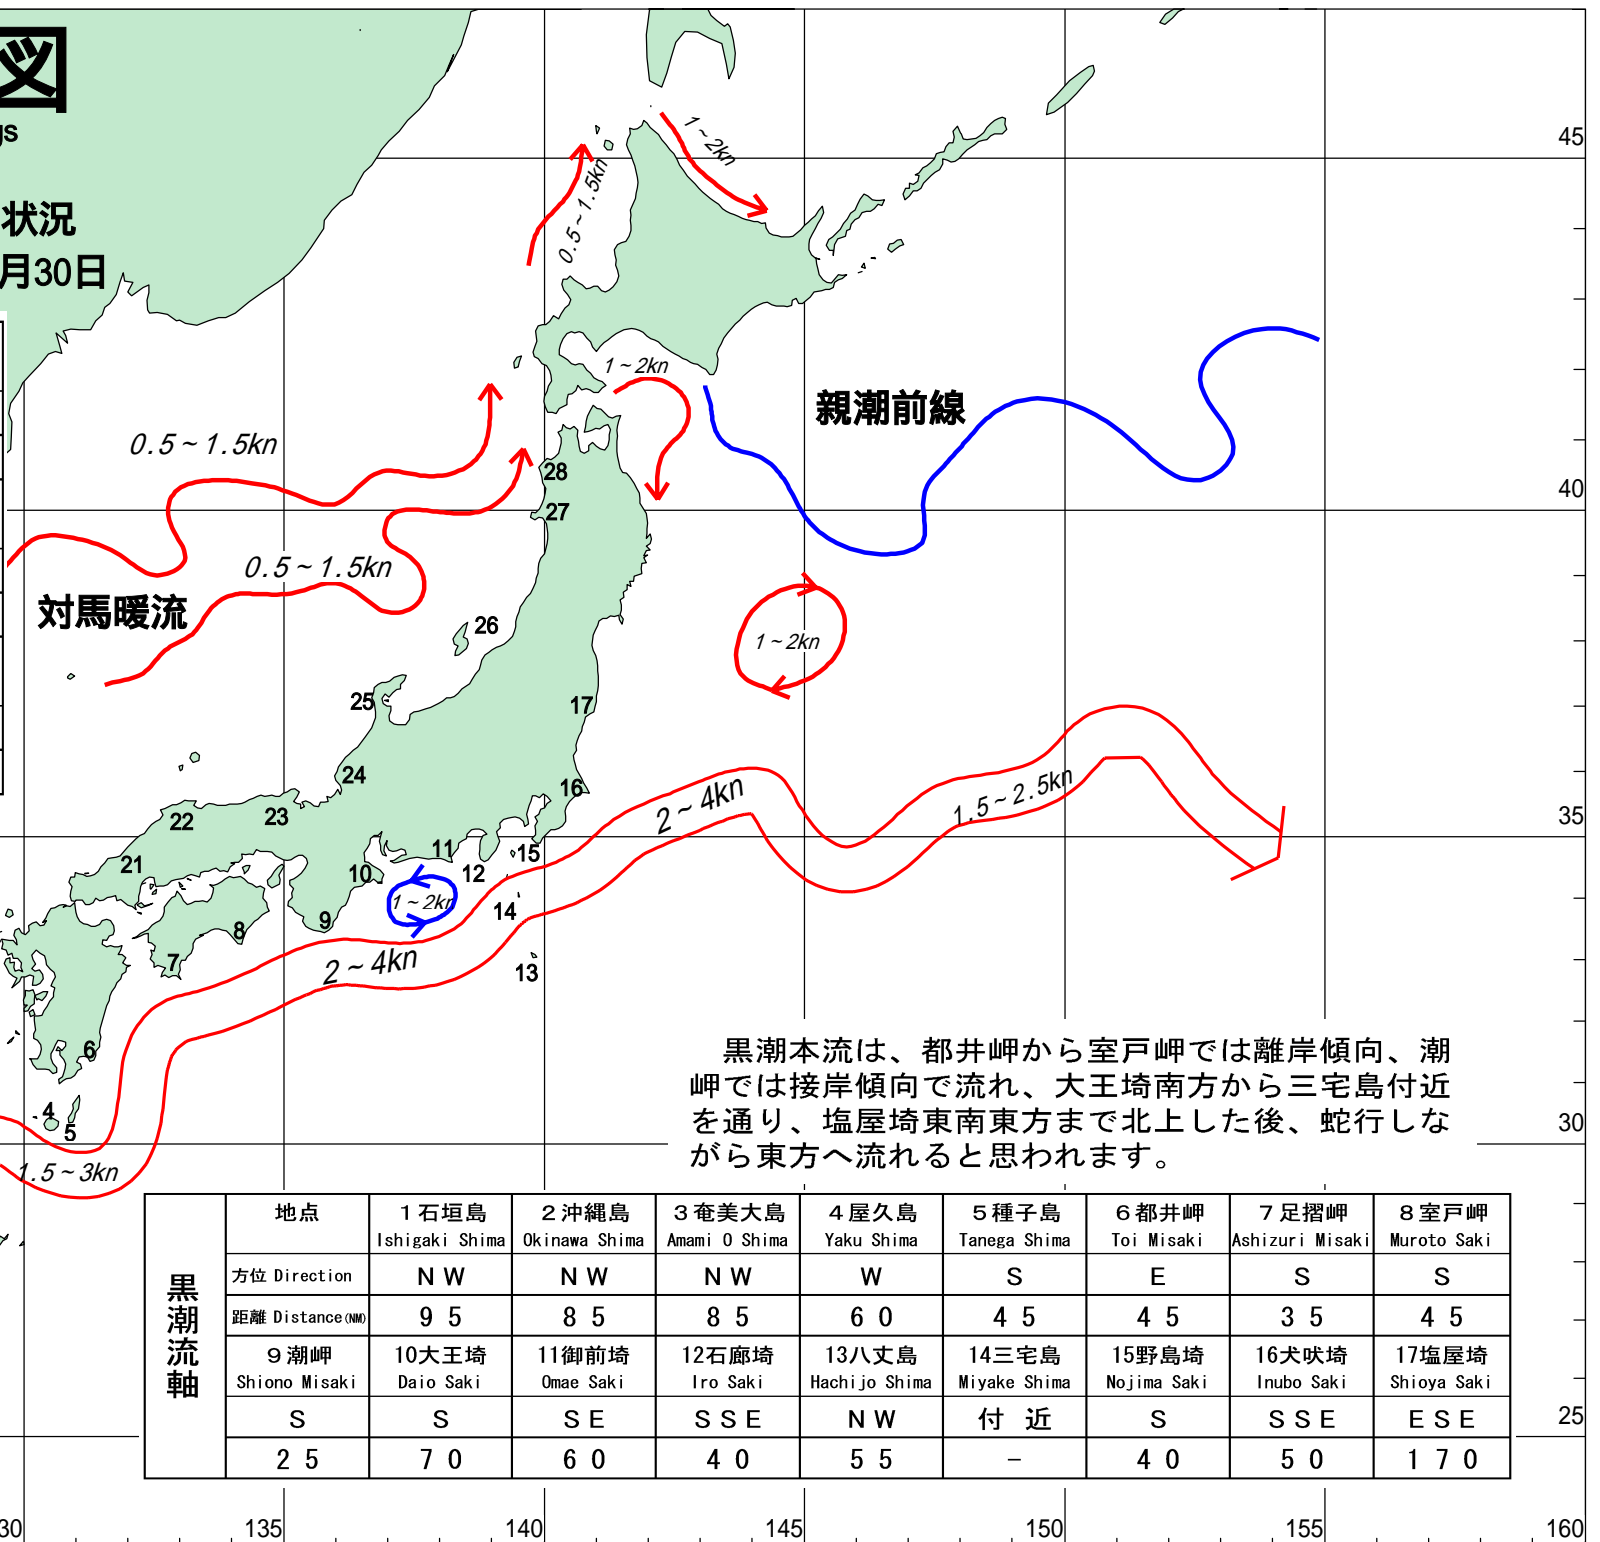 図
gs
状況
月30日
45
1~2kn
0.5~1.5kn
1~2kn
親潮前線
0.5~1.5kn
28
40
27
0.5~1.5kn
対馬暖流
26
1~2kn
25
17
24
16
2~4kn
1.5~2.5kn
22
23
35
21
11
15
10
12
1~2kn
14
9
8
7
2~4kn
13
6
黒潮本流は、都井岬から室戸岬では離岸傾向、潮
岬では接岸傾向で流れ、大王埼南方から三宅島付近
を通り、塩屋埼東南東方まで北上した後、蛇行しな
がら東方へ流れると思われます。
4
5
30
1.5~3kn
黒潮流軸
地点 1石垣島 2沖縄島 3奄美大島 4屋久島 5種子島 6都井岬 7足摺岬 8室戸岬
Ishigaki Shima Okinawa Shima Amami O Shima Yaku Shima Tanega Shima Toi Misaki Ashizuri Misaki Muroto Saki
方位 Direction NW NW NW W S E S S
距離 Distance(NM) 95 85 85 60 45 45 35 45
9潮岬 10大王埼 11御前埼 12石廊埼 13八丈島 14三宅島 15野島埼 16犬吠埼 17塩屋埼
Shiono Misaki Daio Saki Omae Saki Iro Saki Hachijo Shima Miyake Shima Nojima Saki Inubo Saki Shioya Saki
S S SE SSE NW 付近 S SSE ESE
25 70 60 40 55 - 40 50 170
25
30 135 140 145 150 155 160